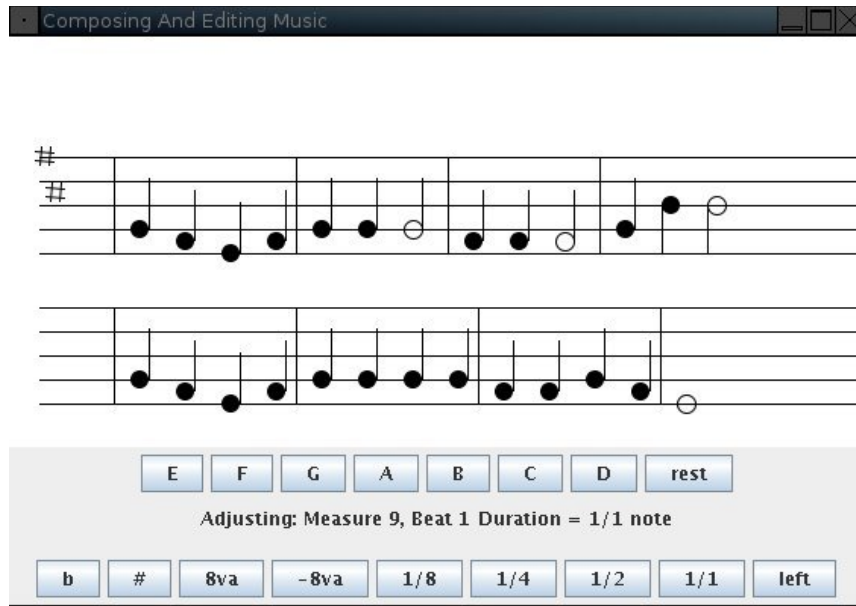 Composing And Editing Music
E F G A B C D rest
Adjusting: Measure 9, Beat 1 Duration = 1/1 note
b # 8va -8va 1/8 1/4 1/2 1/1 left